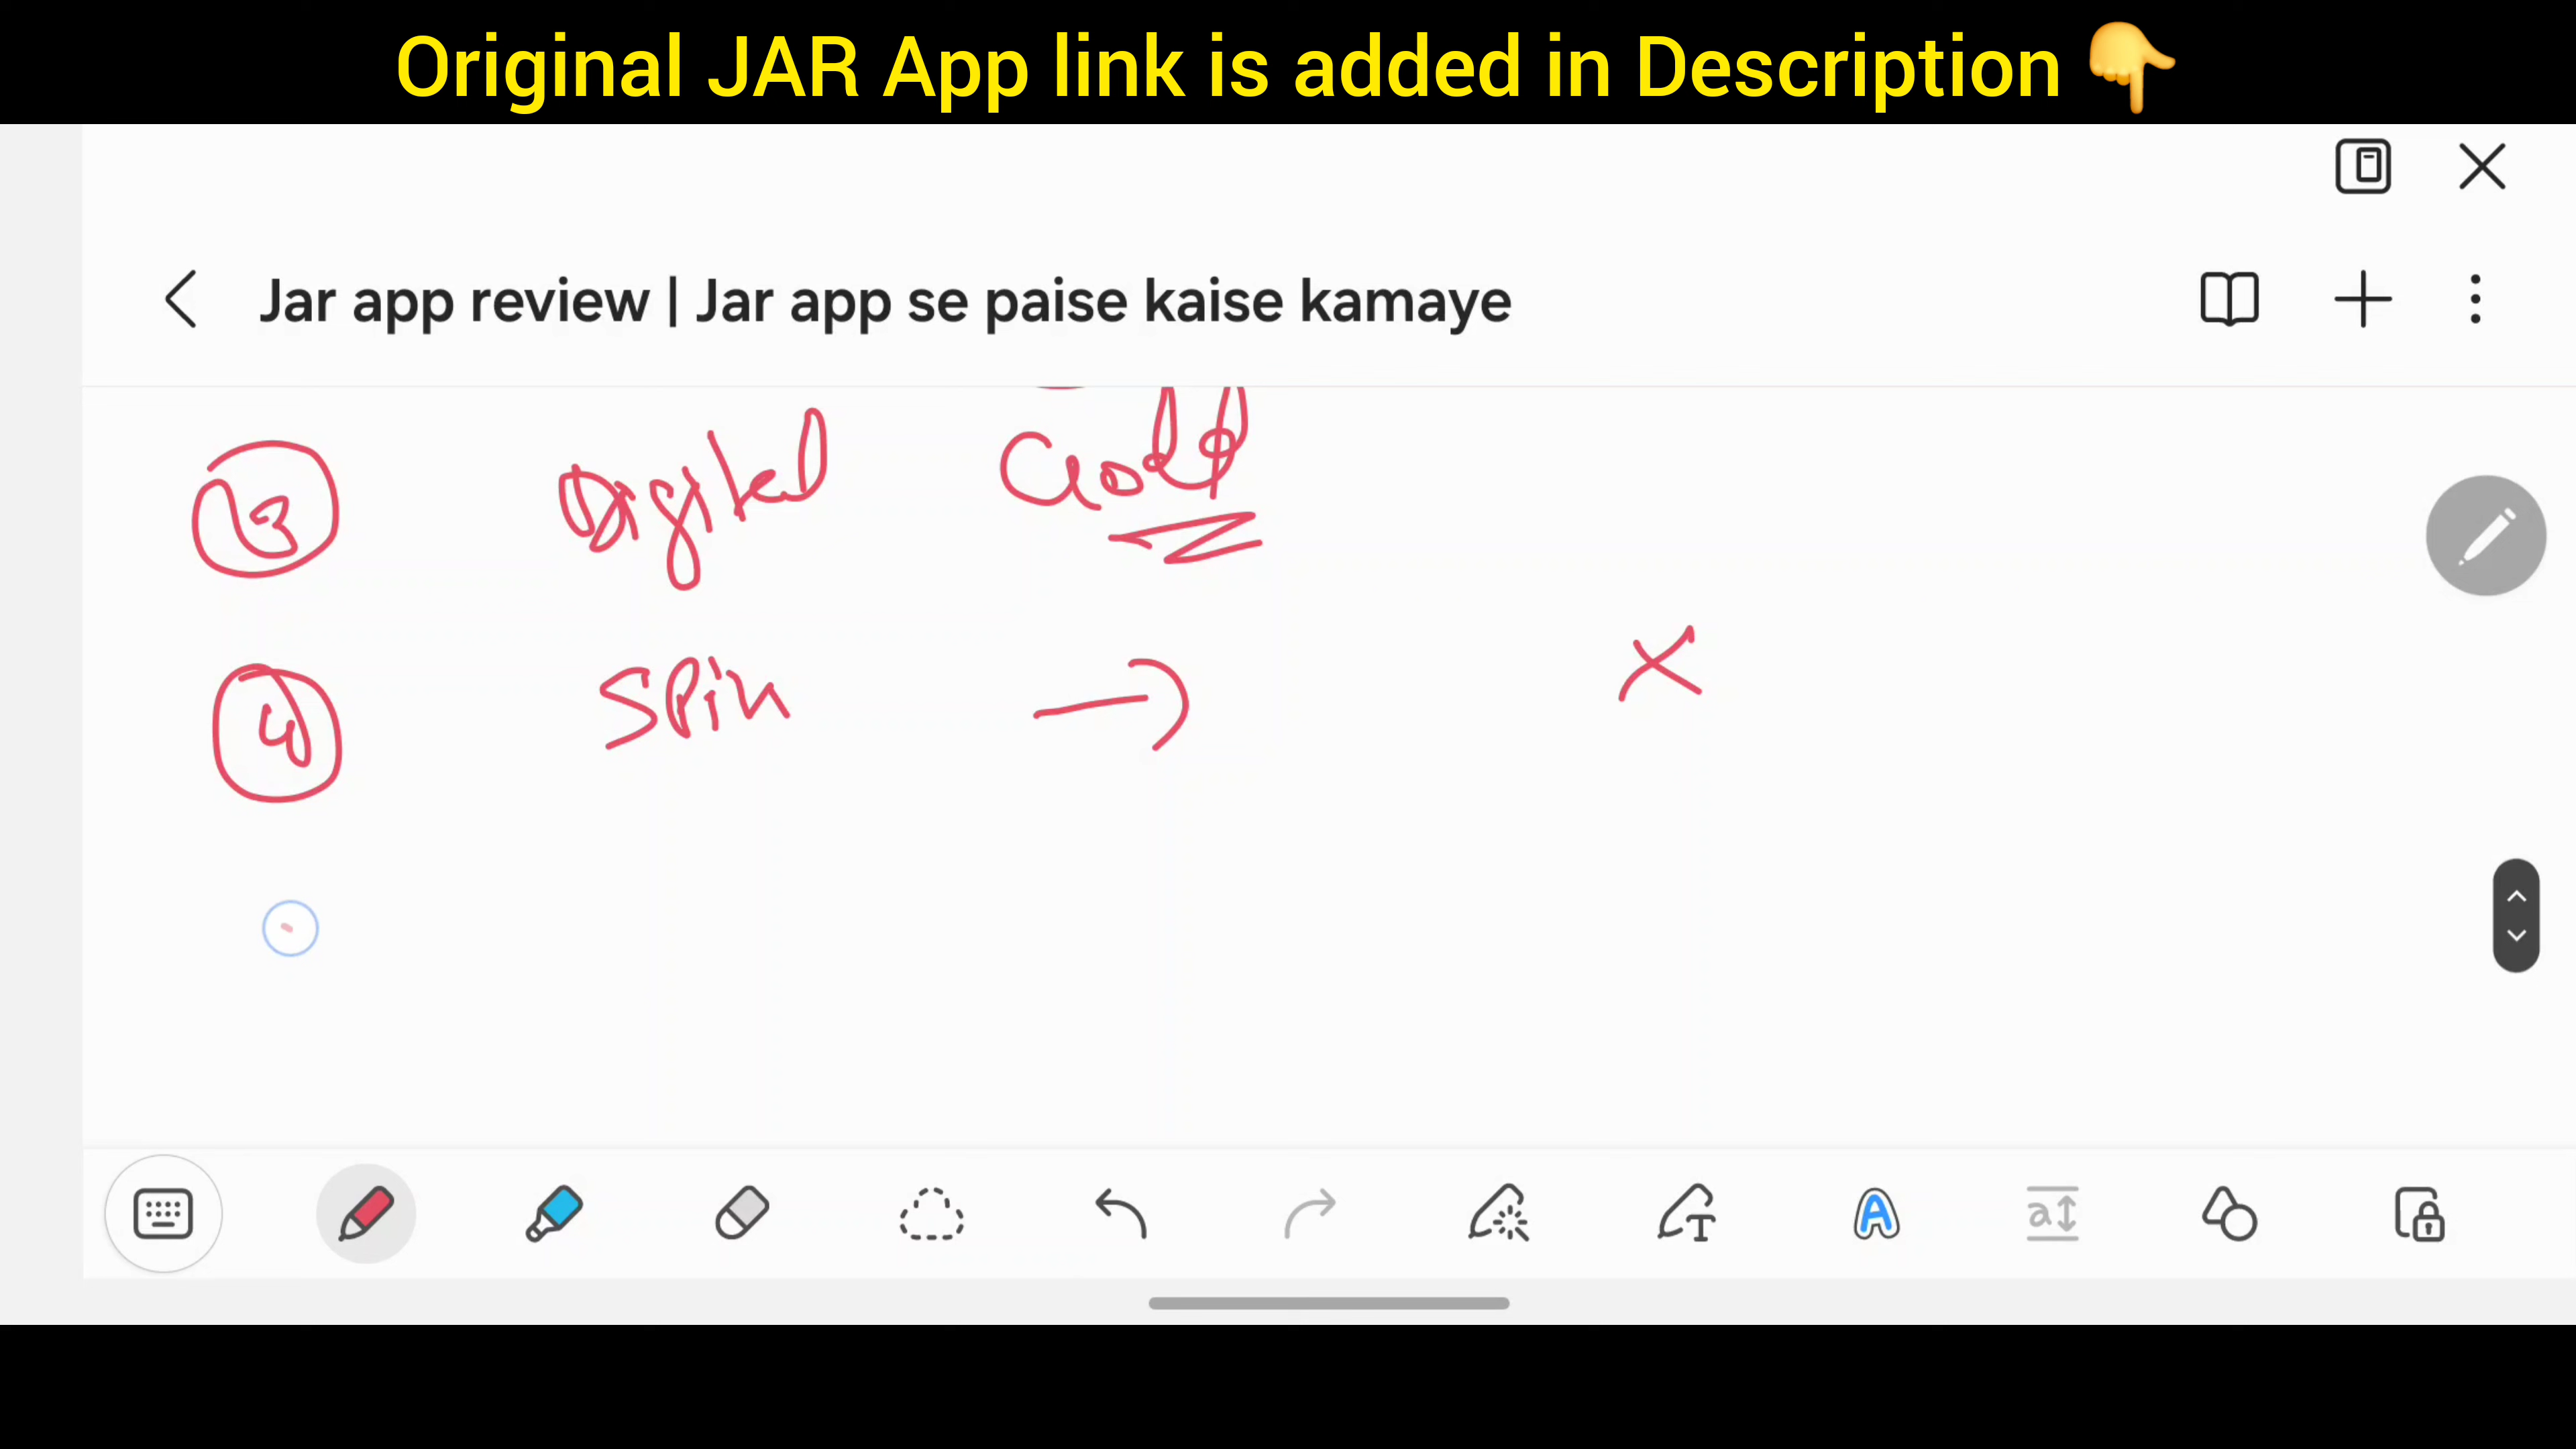 Original JAR App link is added in Description 👇
Jar app review | Jar app se paise kaise kamaye
3 Digital Gold
4 Spin → X